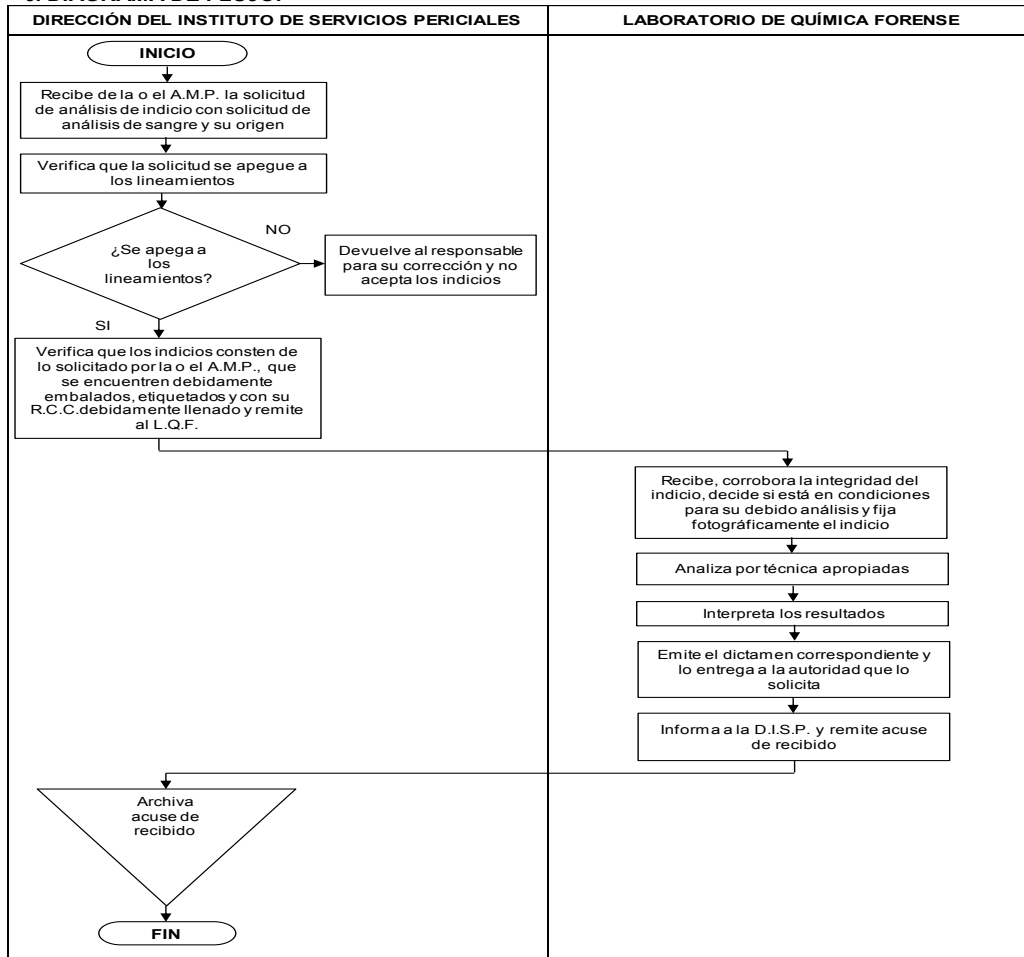 DIRECCIÓN DEL INSTITUTO DE SERVICIOS PERICIALES
LABORATORIO DE QUÍMICA FORENSE
INICIO
Recibe de la o el A.M.P. la solicitud
de análisis de indicio con solicitud de
análisis de sangre y su origen
Verifica que la solicitud se apegue a
los lineamientos
¿Se apega a
los
lineamientos?
NO
Devuelve al responsable
para su corrección y no
acepta los indicios
SI
Verifica que los indicios consten de
lo solicitado por la o el A.M.P., que
se encuentren debidamente
embalados, etiquetados y con su
R.C.C.debidamente llenado y remite
al L.Q.F.
Recibe, corrobora la integridad del
indicio, decide si está en condiciones
para su debido análisis y fija
fotográficamente el indicio
Analiza por técnica apropiadas
Interpreta los resultados
Emite el dictamen correspondiente y
lo entrega a la autoridad que lo
solicita
Informa a la D.I.S.P. y remite acuse
de recibido
Archiva
acuse de
recibido
FIN